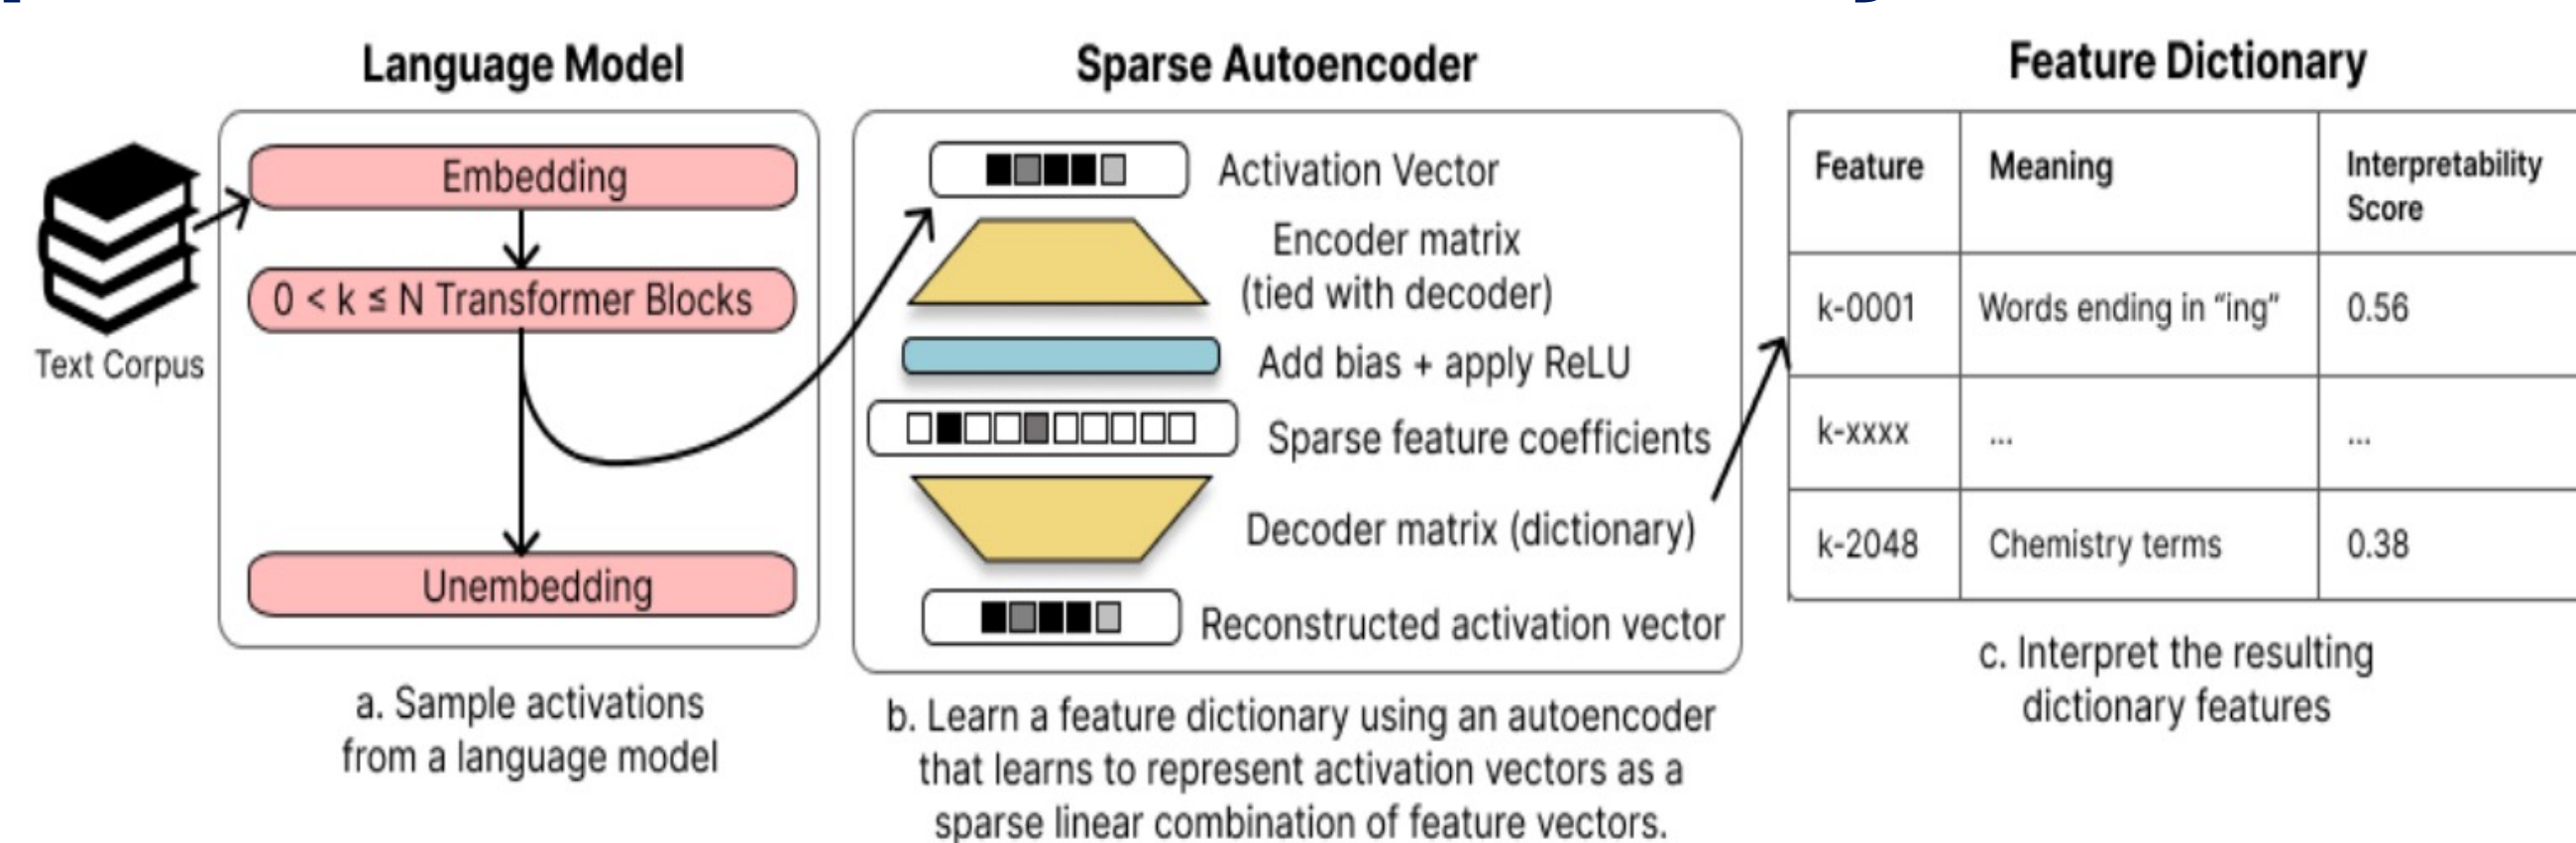 Language Model
Text Corpus
Embedding
0 < k ≤ N Transformer Blocks
Unembedding
a. Sample activations
from a language model
Sparse Autoencoder
Activation Vector
Encoder matrix
(tied with decoder)
Add bias + apply ReLU
Sparse feature coefficients
Decoder matrix (dictionary)
Reconstructed activation vector
b. Learn a feature dictionary using an autoencoder
that learns to represent activation vectors as a
sparse linear combination of feature vectors.
Feature Dictionary
Feature Meaning Interpretability
Score
k-0001 Words ending in “ing” 0.56
k-xxxx ... ...
k-2048 Chemistry terms 0.38
c. Interpret the resulting
dictionary features